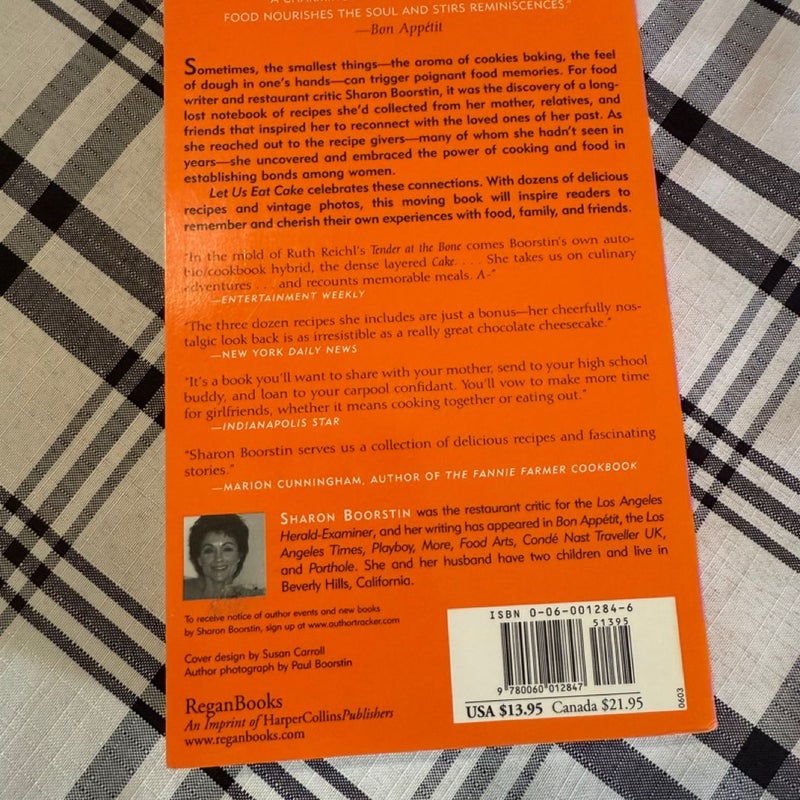 FOOD NOURISHES THE SOUL AND STIRS REMINISCENCES."
—Bon Appétit
Sometimes, the smallest things—the aroma of cookies baking, the feel
of dough in one's hands—can trigger poignant food memories. For food
writer and restaurant critic Sharon Boorstin, it was the discovery of a long-
lost notebook of recipes she'd collected from her mother, relatives, and
friends that inspired her to reconnect with the loved ones of her past. As
she reached out to the recipe givers—many of whom she hadn't seen in
years—she uncovered and embraced the power of cooking and food in
establishing bonds among women.
Let Us Eat Cake celebrates these connections. With dozens of delicious
recipes and vintage photos, this moving book will inspire readers to
remember and cherish their own experiences with food, family, and friends.
"In the mold of Ruth Reichl's Tender at the Bone comes Boorstin's own auto-
bio/cookbook hybrid, the dense layered Cake. . . . She takes us on culinary
adventures . . . and recounts memorable meals. A-"
—ENTERTAINMENT WEEKLY
"The three dozen recipes she includes are just a bonus—her cheerfully nos-
talgic look back is as irresistible as a really great chocolate cheesecake."
—NEW YORK DAILY NEWS
"It's a book you'll want to share with your mother, send to your high school
buddy, and loan to your carpool confidant. You'll vow to make more time
for girlfriends, whether it means cooking together or eating out."
—INDIANAPOLIS STAR
"Sharon Boorstin serves us a collection of delicious recipes and fascinating
stories."
—MARION CUNNINGHAM, AUTHOR OF THE FANNIE FARMER COOKBOOK
SHARON BOORSTIN was the restaurant critic for the Los Angeles
Herald-Examiner, and her writing has appeared in Bon Appétit, the Los
Angeles Times, Playboy, More, Food Arts, Condé Nast Traveller UK,
and Porthole. She and her husband have two children and live in
Beverly Hills, California.
To receive notice of author events and new books
by Sharon Boorstin, sign up at www.authortracker.com
Cover design by Susan Carroll
Author photograph by Paul Boorstin
ReganBooks
An Imprint of HarperCollinsPublishers
www.reganbooks.com
ISBN 0-06-001284-6
51395
9 780060 012847
USA $13.95 Canada $21.95
0603